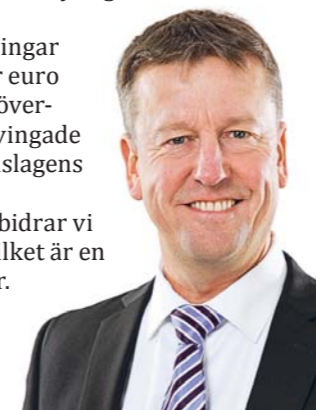 ingar
r euro
över-
vingade
slagens
bidrar vi
lket är en
r.